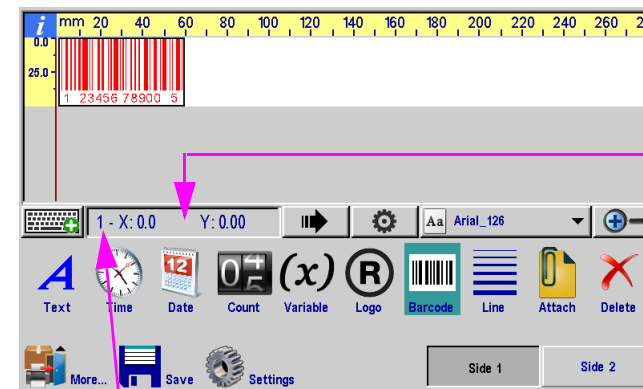 i mm 20 40 60 80 100 120 140 160 180 200 220 240 260 2
0.0
25.0
1 23456 78900 5
1 - X: 0.0 Y: 0.00 Aa Arial_126
A 12 (x) R
Text Time Date Count Variable Logo Barcode Line Attach Delete
More... Save Settings Side 1 Side 2